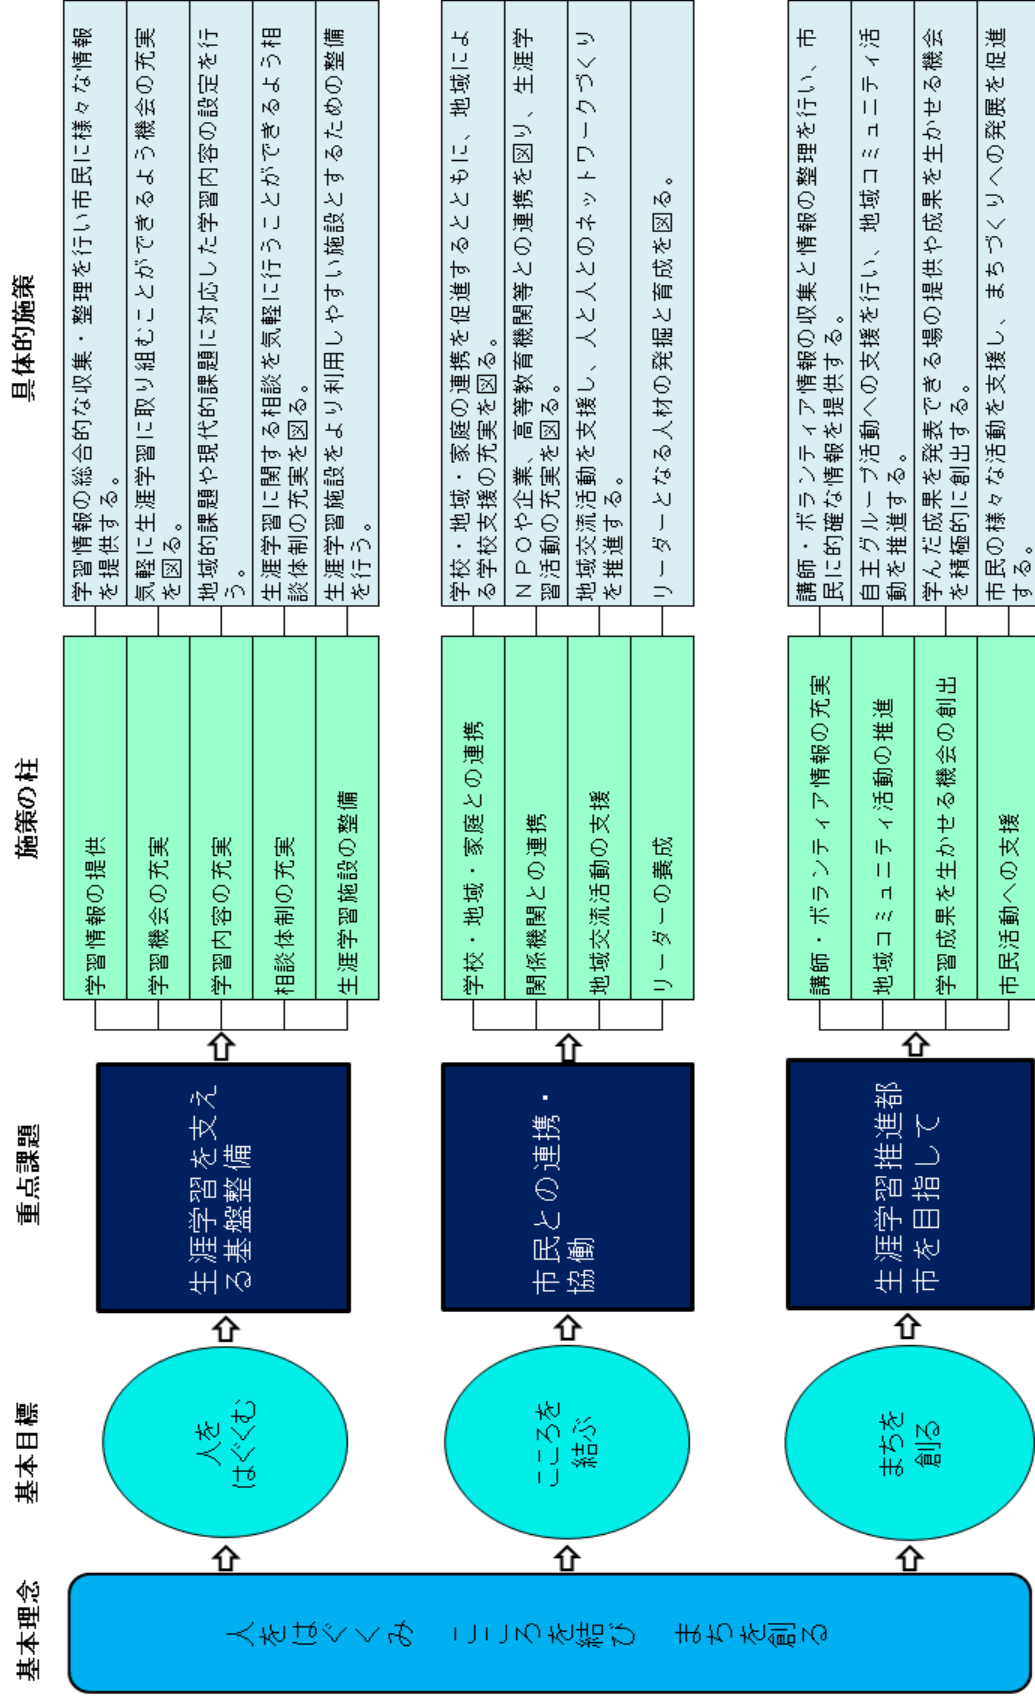 基本理念
基本目標
重点課題
施策の柱
具体的施策
人をはぐくみ　こころを結び　まちを創る
人を
はぐくむ
生涯学習を支え
る基盤整備
学習情報の提供
学習情報の総合的な収集・整理を行い市民に様々な情報
を提供する。
学習機会の充実
気軽に生涯学習に取り組むことができるよう機会の充実
を図る。
学習内容の充実
地域的課題や現代的課題に対応した学習内容の設定を行
う。
相談体制の充実
生涯学習に関する相談を気軽に行うことができるよう相
談体制の充実を図る。
生涯学習施設の整備
生涯学習施設をより利用しやすい施設とするための整備
を行う。
こころを
結ぶ
市民との連携・
協働
学校・地域・家庭との連携
学校・地域・家庭の連携を促進するとともに、地域によ
る学校支援の充実を図る。
関係機関との連携
ＮＰＯや企業、高等教育機関等との連携を図り、生涯学
習活動の充実を図る。
地域交流活動の支援
地域交流活動を支援し、人と人とのネットワークづくり
を推進する。
リーダーの養成
リーダーとなる人材の発掘と育成を図る。
まちを
創る
生涯学習推進都
市を目指して
講師・ボランティア情報の充実
講師・ボランティア情報の収集と情報の整理を行い、市
民に的確な情報を提供する。
地域コミュニティ活動の推進
自主グループ活動への支援を行い、地域コミュニティ活
動を推進する。
学習成果を生かせる機会の創出
学んだ成果を発表できる場の提供や成果を生かせる機会
を積極的に創出する。
市民活動への支援
市民の様々な活動を支援し、まちづくりへの発展を促進
する。